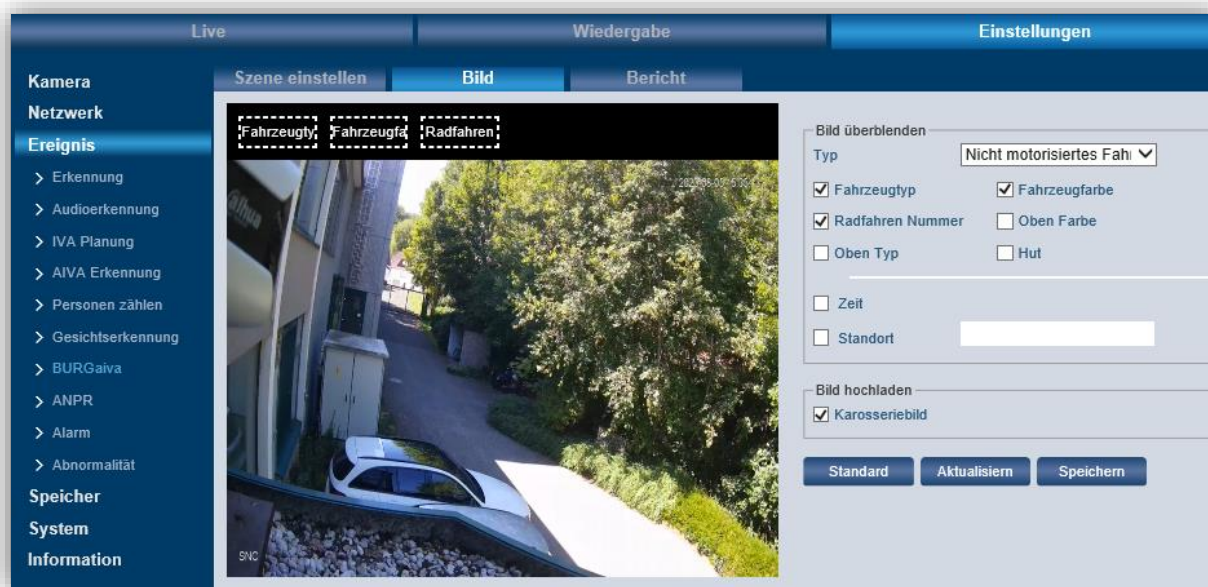 Live Wiedergabe Einstellungen
Kamera
Netzwerk
Ereignis
Erkennung
Audioerkennung
IVA Planung
AIVA Erkennung
Personen zählen
Gesichtserkennung
BURGaiva
ANPR
Alarm
Abnormalität
Speicher
System
Information
Szene einstellen Bild Bericht
Fahrzeugty Fahrzeugfa Radfahren
SNC
Bild überblenden
Typ Nicht motorisiertes Fah
Fahrzeugtyp Fahrzeugfarbe
Radfahren Nummer Oben Farbe
Oben Typ Hut
Zeit
Standort
Bild hochladen
Karosseriebild
Standard Aktualisiern Speichern